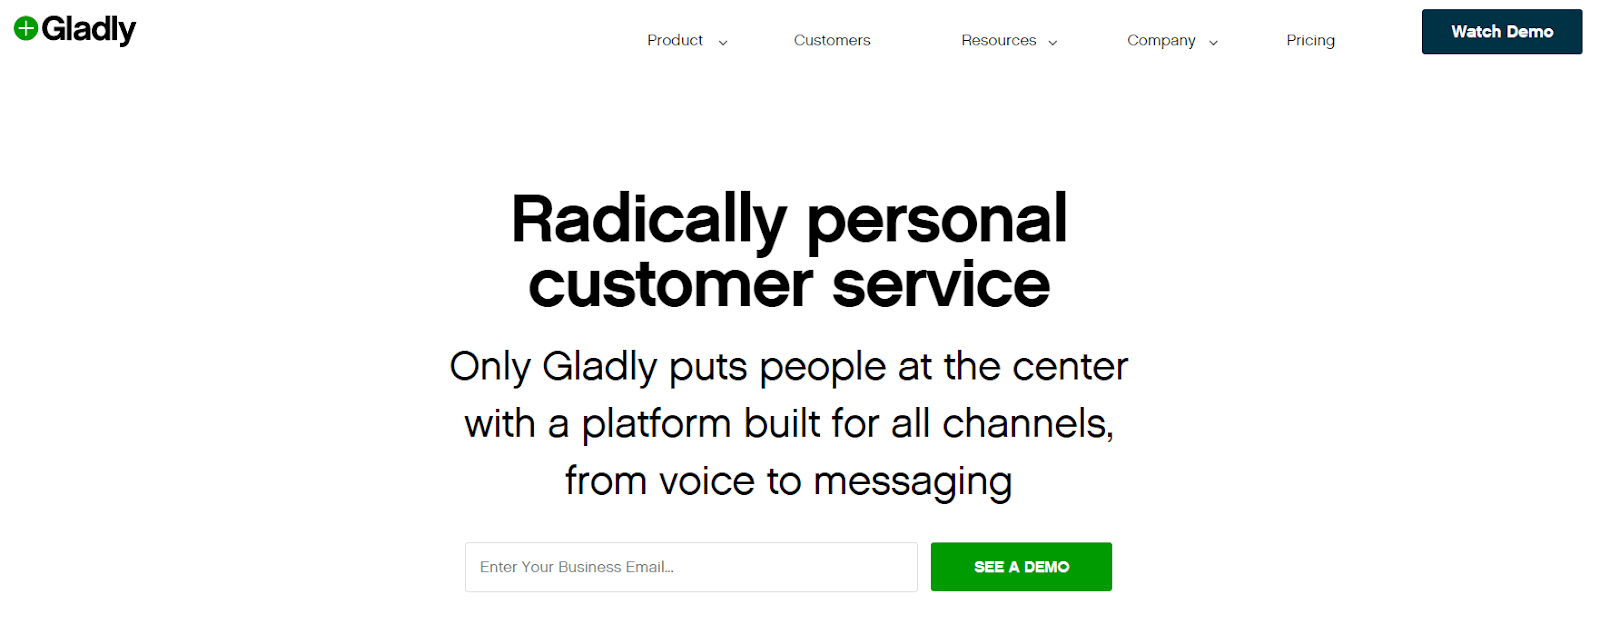 Gladly
Product
Customers
Resources
Company
Pricing
Watch Demo
Radically personal
customer service
Only Gladly puts people at the center
with a platform built for all channels,
from voice to messaging
Enter Your Business Email...
SEE A DEMO